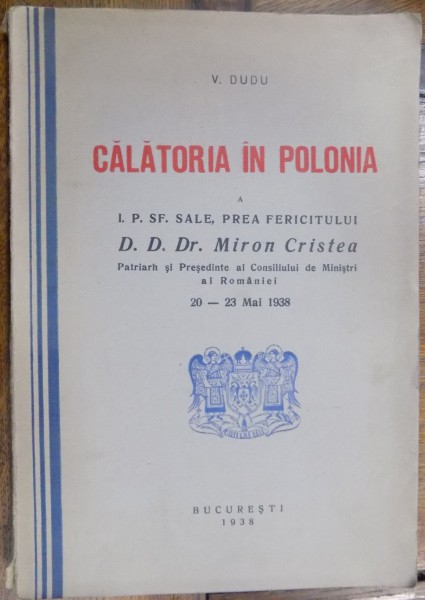 V. DUDU
CĂLĂTORIA ÎN POLONIA
A
I. P. SF. SALE, PREA FERICITULUI
D. D. Dr. Miron Cristea
Patriarh și Președinte al Consiliului de Miniștri
al României
20 — 23 Mai 1938
BUCUREȘTI
1938